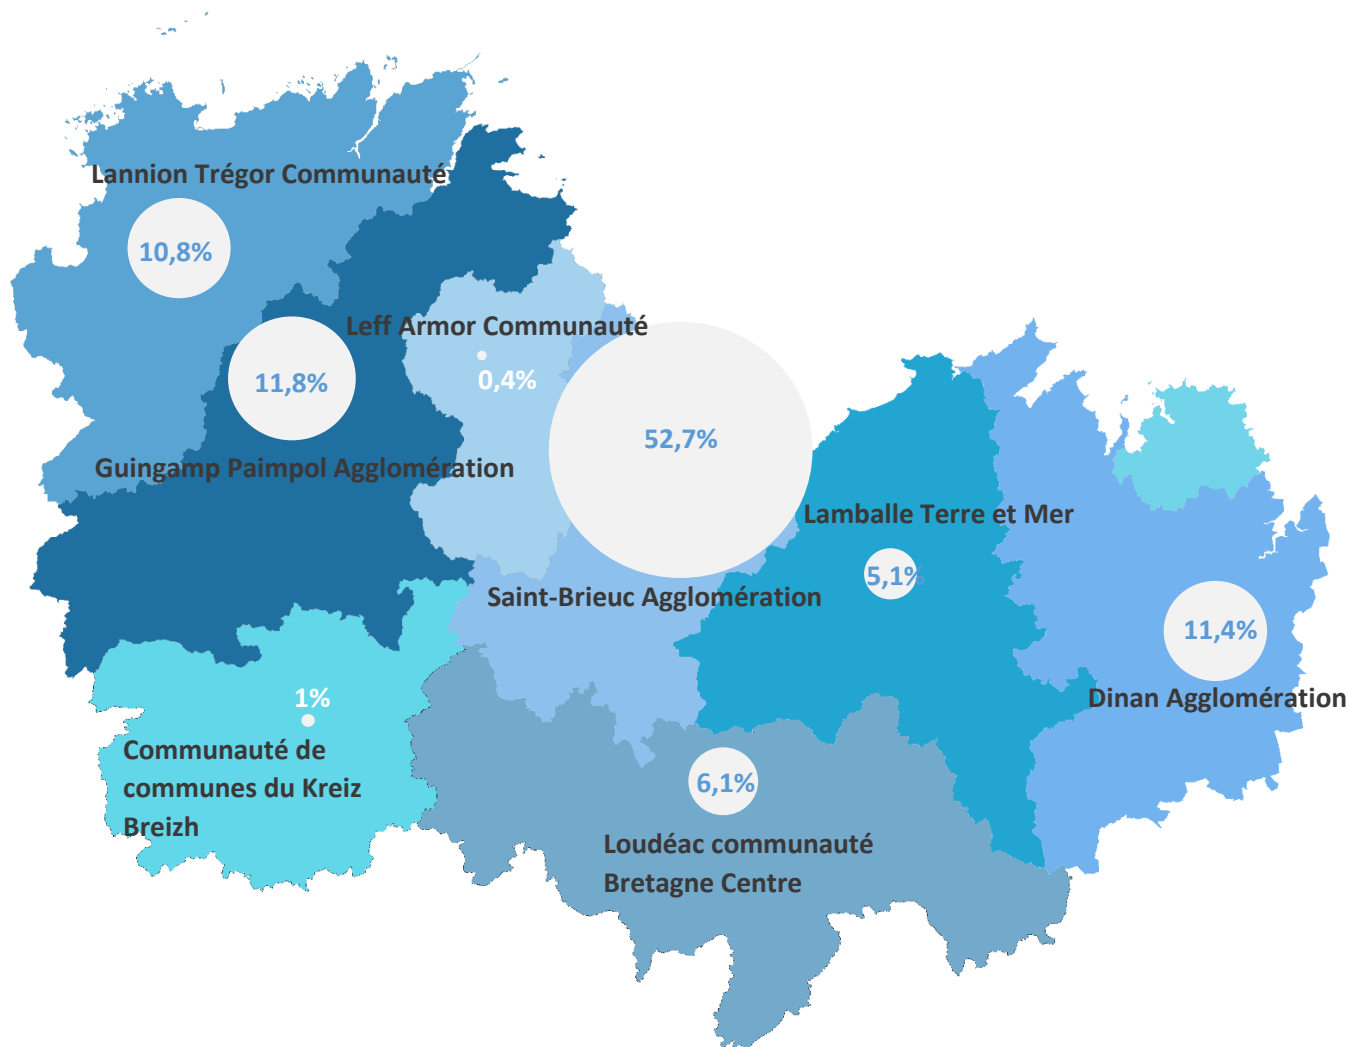 Lannion Trégor Communauté
10,8%
Leff Armor Communauté
0,4%
11,8%
Guingamp Paimpol Agglomération
52,7%
Saint-Brieuc Agglomération
Lamballe Terre et Mer
5,1%
11,4%
Dinan Agglomération
1%
Communauté de
communes du Kreiz
Breizh
6,1%
Loudéac communauté
Bretagne Centre